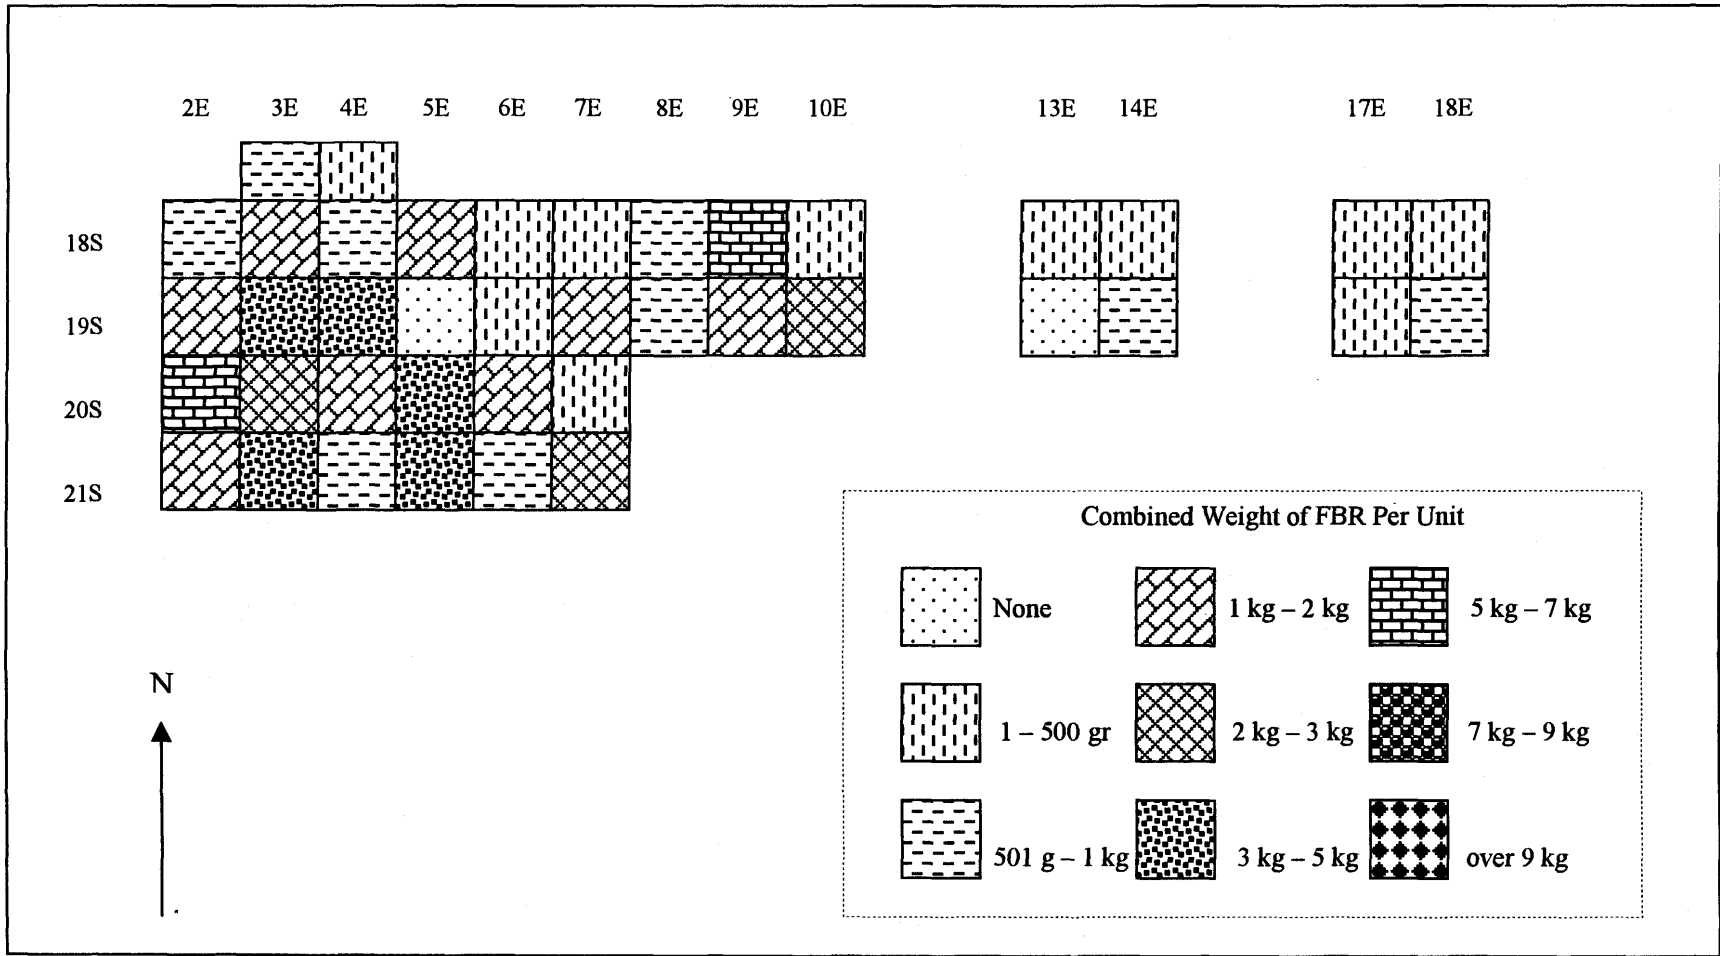 2E 3E 4E 5E 6E 7E 8E 9E 10E 13E 14E 17E 18E
18S
19S
20S
21S
Combined Weight of FBR Per Unit
None 1 kg – 2 kg 5 kg – 7 kg
1 – 500 gr 2 kg – 3 kg 7 kg – 9 kg
501 g – 1 kg 3 kg – 5 kg over 9 kg
N